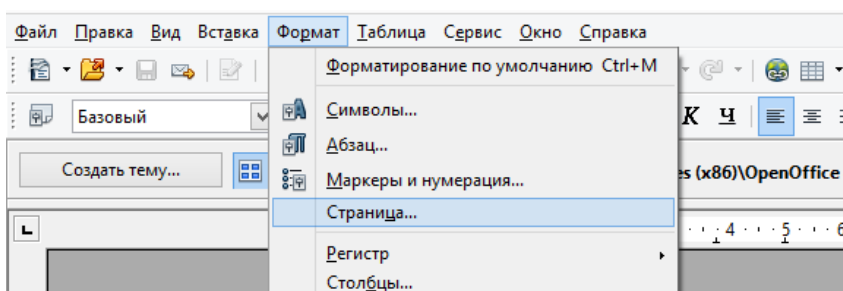 Файл Правка Вид Вставка Формат Таблица Сервис Окно Справка
Форматирование по умолчанию Ctrl+M
Базовый
Символы...
К Ч
Абзац...
Создать тему...
Маркеры и нумерация...
es (x86)\OpenOffice
Страница...
4 5 6
Регистр
Столбцы...